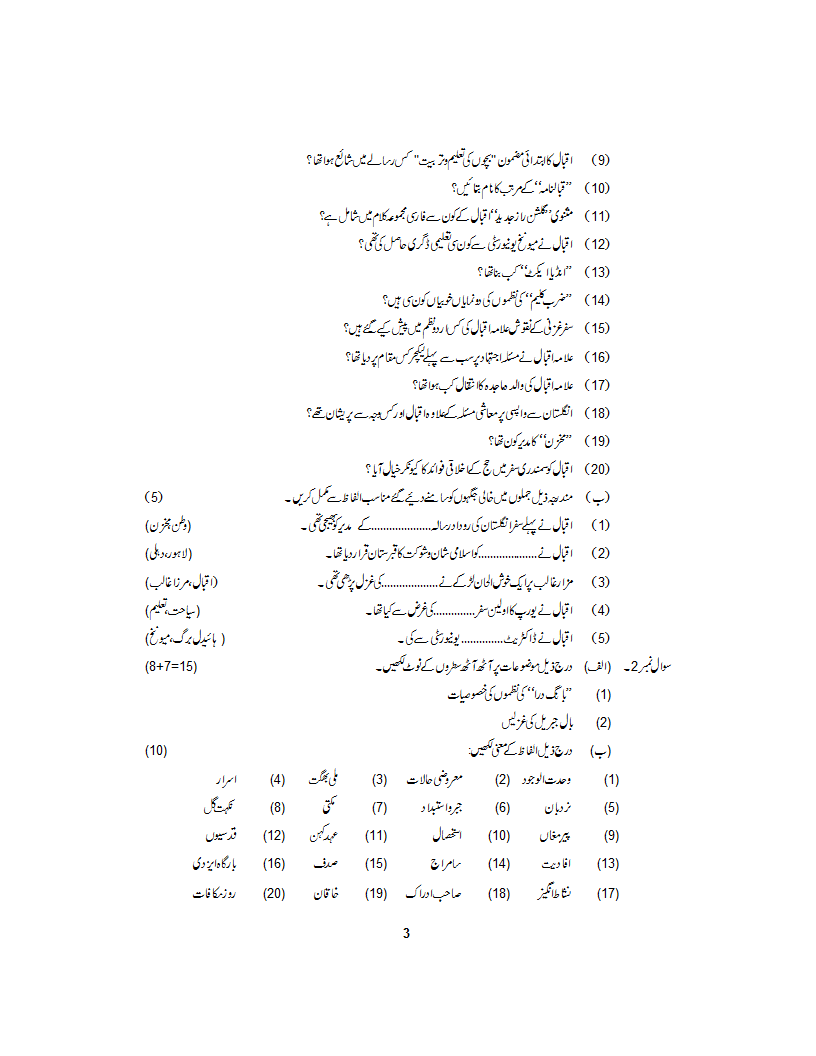 (9) اقبال کا ابتدائی مضمون "بچوں کی تعلیم و تربیت" کس رسالے میں شائع ہوا تھا؟
(10) ’’قبالنامہ‘‘ کے مرتب کا نام بتائیں؟
(11) مثنوی ’’گلشن راز جدید‘‘ اقبال کے کون سے فارسی مجموعہ کلام میں شامل ہے؟
(12) اقبال نے میونخ یونیورسٹی سے کون سی تعلیمی ڈگری حاصل کی تھی؟
(13) ’’انڈیا ایکٹ‘‘ کب بنا تھا؟
(14) ’’ضرب کلیم‘‘ کی نظموں کی دو نمایاں خوبیاں کون سی ہیں؟
(15) سفر غزنی کے نقوش علامہ اقبال کی کس اردو نظم میں پیش کیے گئے ہیں؟
(16) علامہ اقبال نے مسئلہ اجتہاد پر سب سے پہلے لیکچر کس مقام پر دیا تھا؟
(17) علامہ اقبال کی والدہ ماجدہ کا انتقال کب ہوا تھا؟
(18) انگلستان سے واپسی پر معاشی مسئلہ کے علاوہ اقبال اور کس وجہ سے پریشان تھے؟
(19) ’’مخزن‘‘ کا مدیر کون تھا؟
(20) اقبال کو سمندری سفر میں حج کے اخلاقی فوائد کا کیونکر خیال آیا؟
(ب) مندرجہ ذیل جملوں میں خالی جگہوں کو سامنے دیئے گئے مناسب الفاظ سے مکمل کریں۔ (5)
(1) اقبال نے پہلے سفر انگلستان کی روداد رسالہ.....................کے مدیر کو بھیجی تھی۔ (وطن، مخزن)
(2) اقبال نے....................کو اسلامی شان و شوکت کا قبرستان قرار دیا تھا۔ (لاہور، دہلی)
(3) مزار غالب پر ایک خوش الحان لڑکے نے...................کی غزل پڑھی تھی۔ (اقبال، مرزا غالب)
(4) اقبال نے یورپ کا اولین سفر..............کی غرض سے کیا تھا۔ (سیاحت، تعلیم)
(5) اقبال نے ڈاکٹریٹ...............یونیورسٹی سے کی۔ (ہائیڈل برگ، میونخ)
سوال نمبر 2۔ (الف) درج ذیل موضوعات پر آٹھ آٹھ سطروں کے نوٹ لکھیں۔ (8+7=15)
(1) ’’بانگ درا‘‘ کی نظموں کی خصوصیات
(2) بال جبریل کی غزلیں
(ب) درج ذیل الفاظ کے معنی لکھیں: (10)
(1) وحدت الوجود (2) معروضی حالات (3) ملی بھگت (4) اسرار
(5) نردبان (6) جبر و استبداد (7) مکتی (8) نکہت گل
(9) پیر مغاں (10) استحصال (11) عہد کہن (12) قدسیوں
(13) افادیت (14) سامراج (15) صدف (16) بارگاہ ایزدی
(17) نشاط انگیز (18) صاحب ادراک (19) خاقان (20) روز مکافات
3